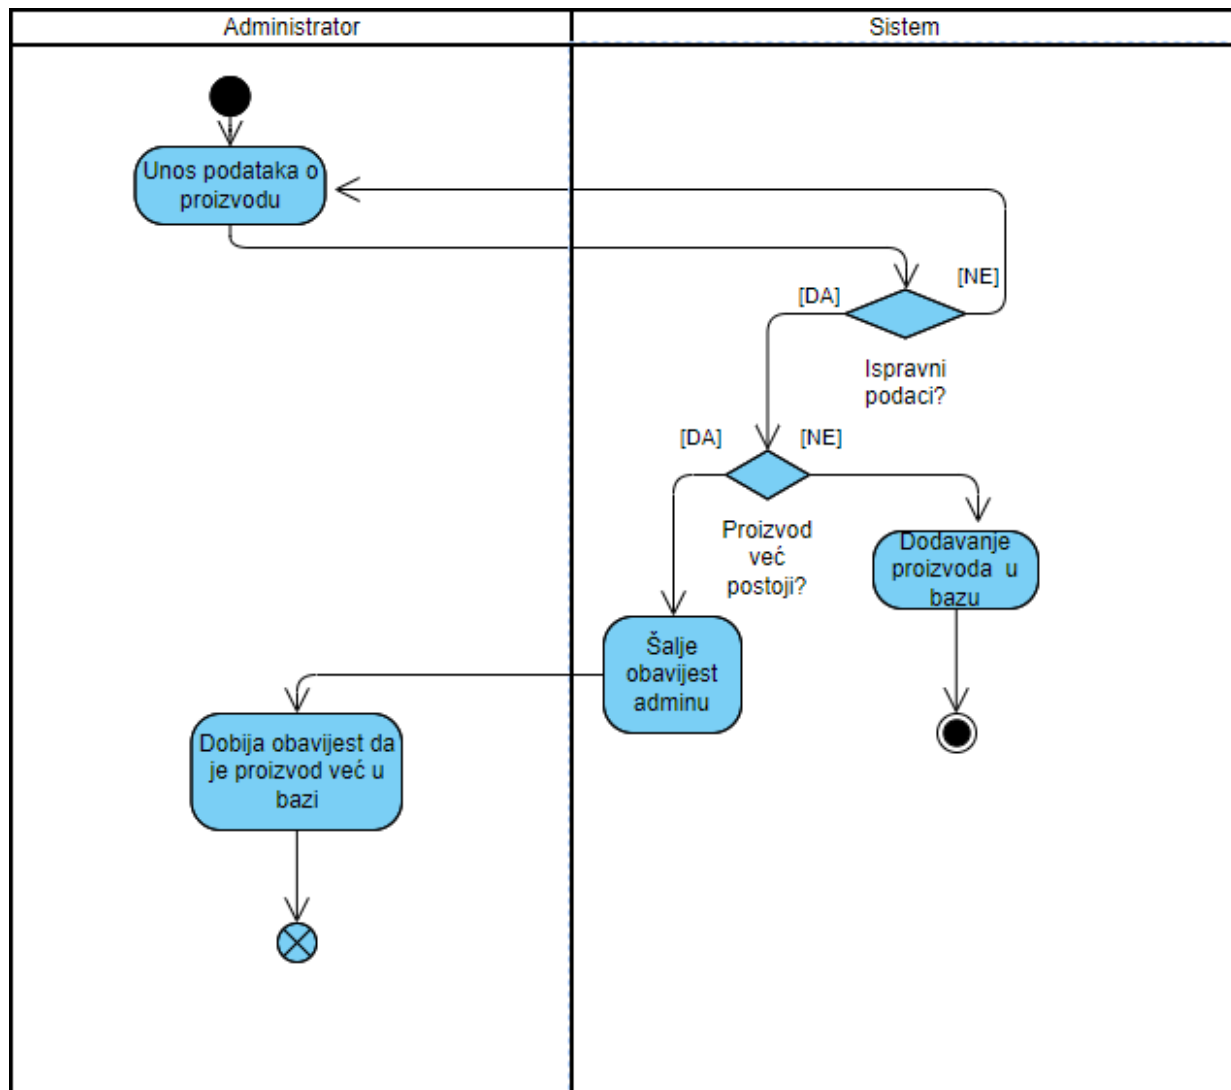 Administrator
Sistem
Unos podataka o
proizvodu
[NE]
[DA]
Ispravni
podaci?
[DA]
[NE]
Proizvod
već
postoji?
Dodavanje
proizvoda u
bazu
Šalje
obavijest
adminu
Dobija obavijest da
je proizvod već u
bazi